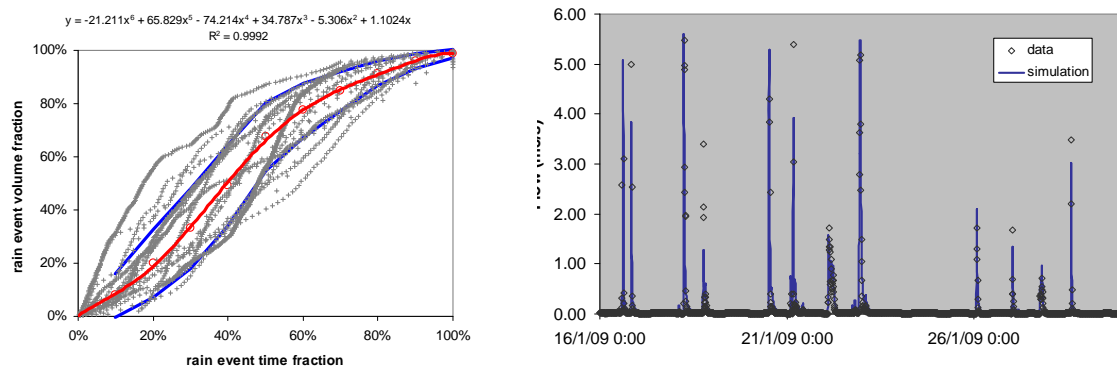 y = -21.211x⁶ + 65.829x⁵ - 74.214x⁴ + 34.787x³ - 5.306x² + 1.1024x
R² = 0.9992
100%
80%
60%
40%
20%
0%
rain event volume fraction
0% 20% 40% 60% 80% 100%
rain event time fraction
6.00
5.00
4.00
3.00
2.00
1.00
0.00
data
simulation
16/1/09 0:00 21/1/09 0:00 26/1/09 0:00